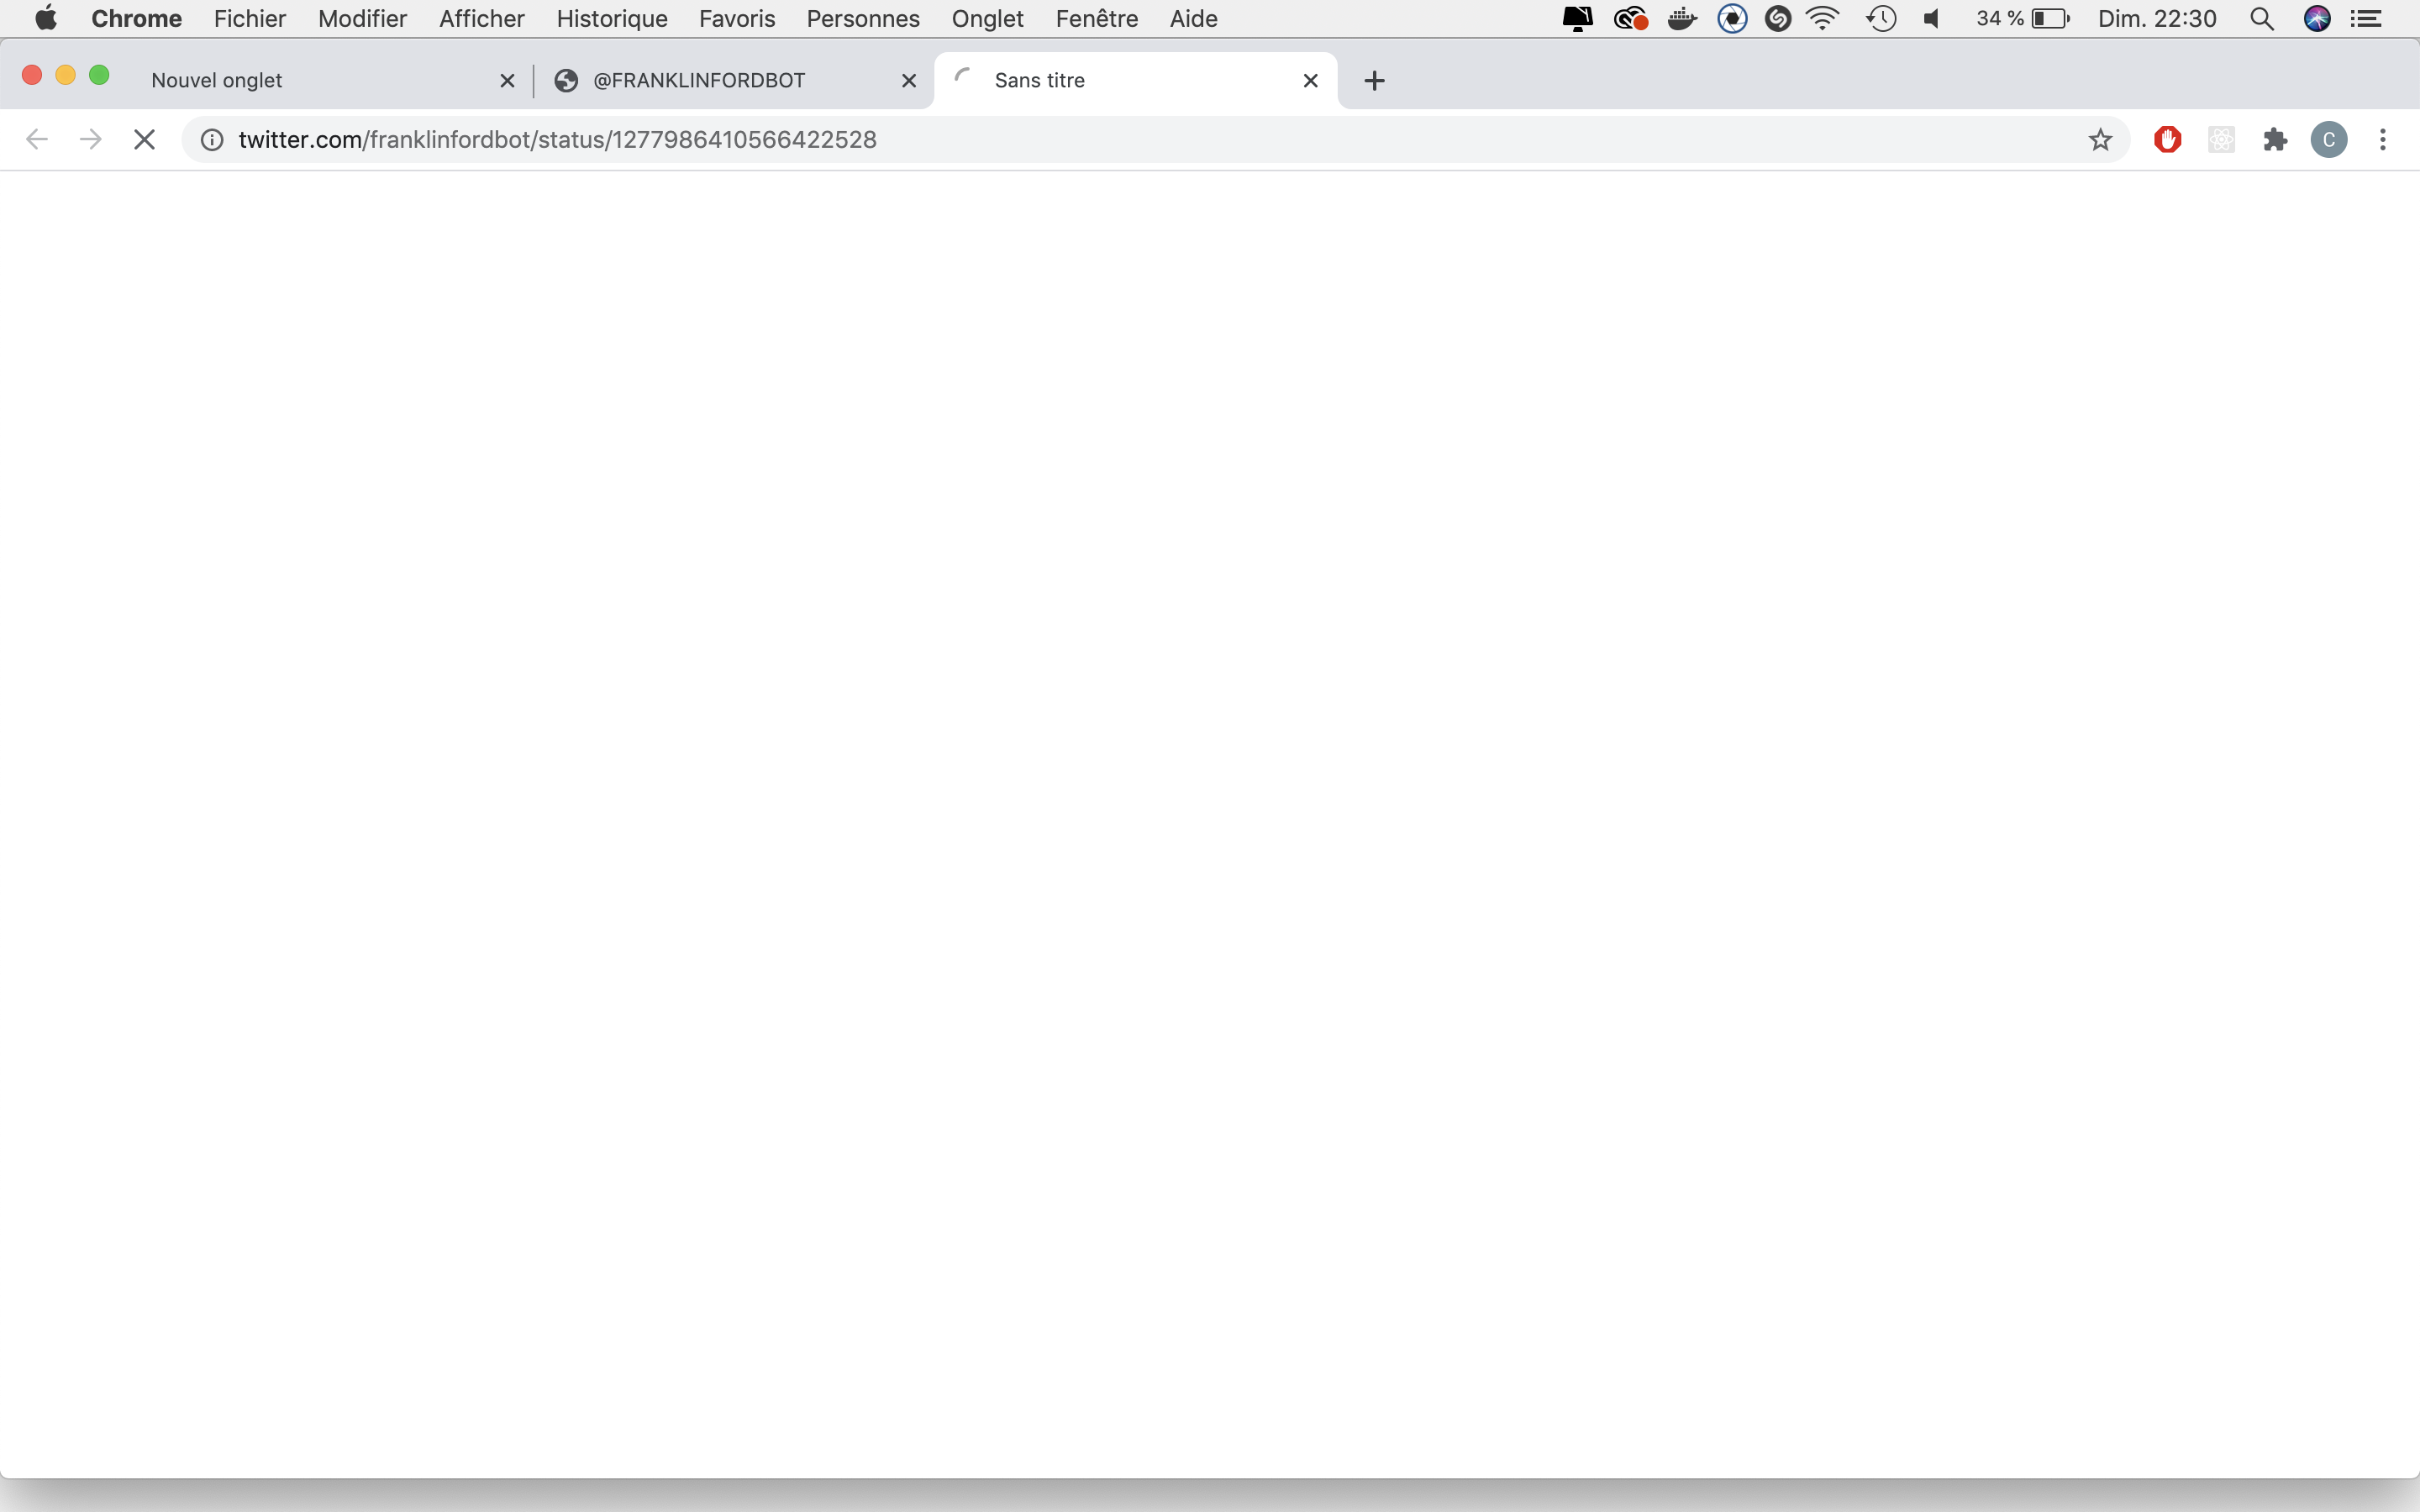 Chrome Fichier Modifier Afficher Historique Favoris Personnes Onglet Fenêtre Aide 34 % Dim. 22:30
Nouvel onglet @FRANKLINFORDBOT Sans titre
twitter.com/franklinfordbot/status/1277986410566422528 C